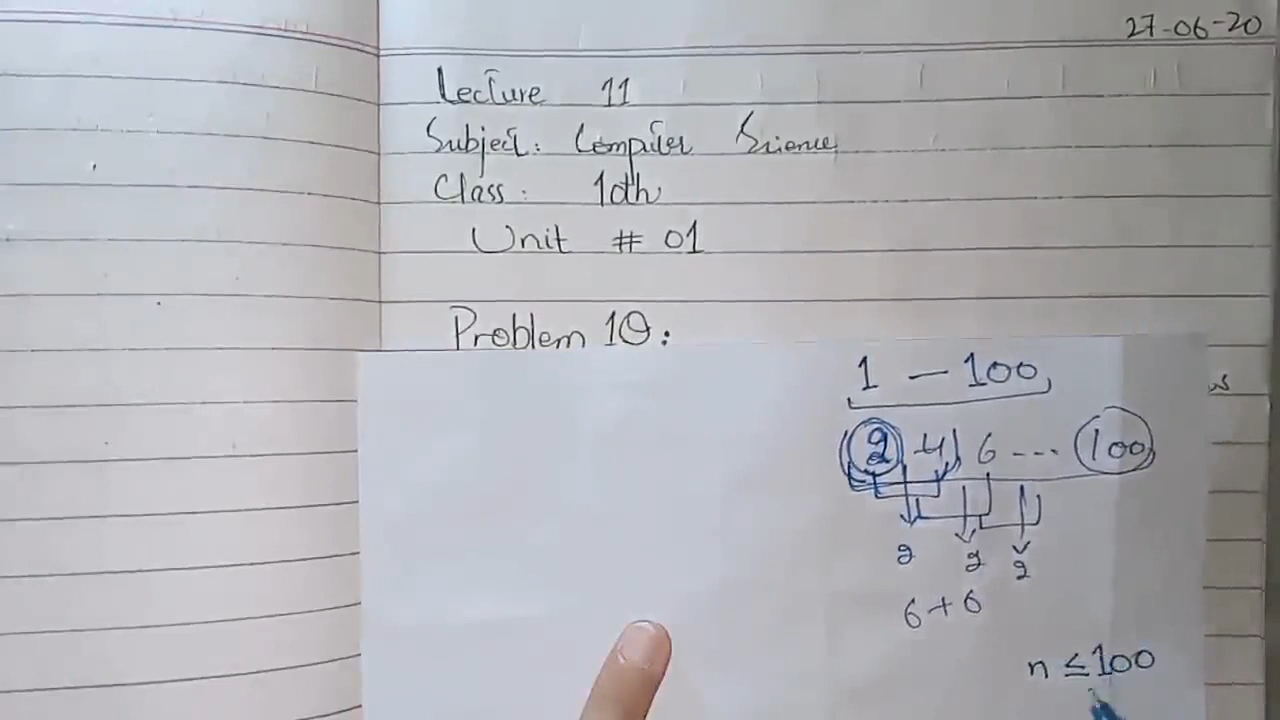 27-06-20
Lecture 11
Subject: Computer Science
Class: 10th
Unit # 01
Problem 10:
1 — 100
2 4 6 --- 100
2 2 2
6 + 6
n ≤ 100